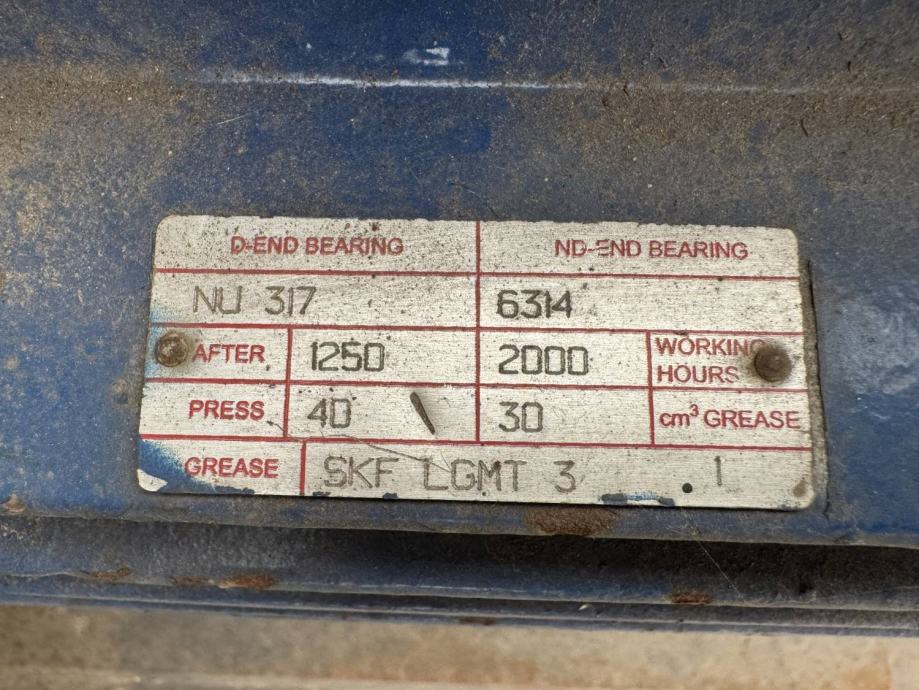 D-END BEARING ND-END BEARING
NU 317 6314
AFTER 1250 2000 WORKING HOURS
PRESS 40 30 cm³ GREASE
GREASE SKF LGMT 3 1